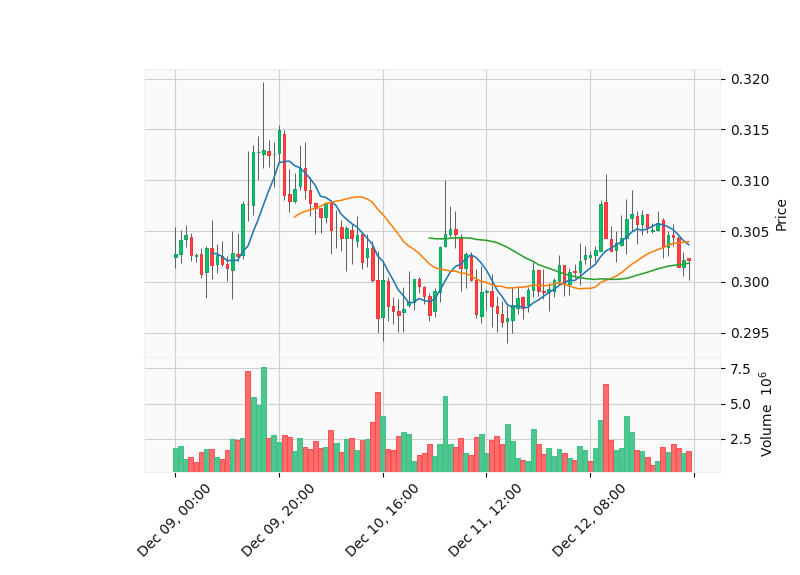 0.320
0.315
0.310
0.305
0.300
0.295
Price
7.5
5.0
2.5
Volume 10^6
Dec 09, 00:00
Dec 09, 20:00
Dec 10, 16:00
Dec 11, 12:00
Dec 12, 08:00